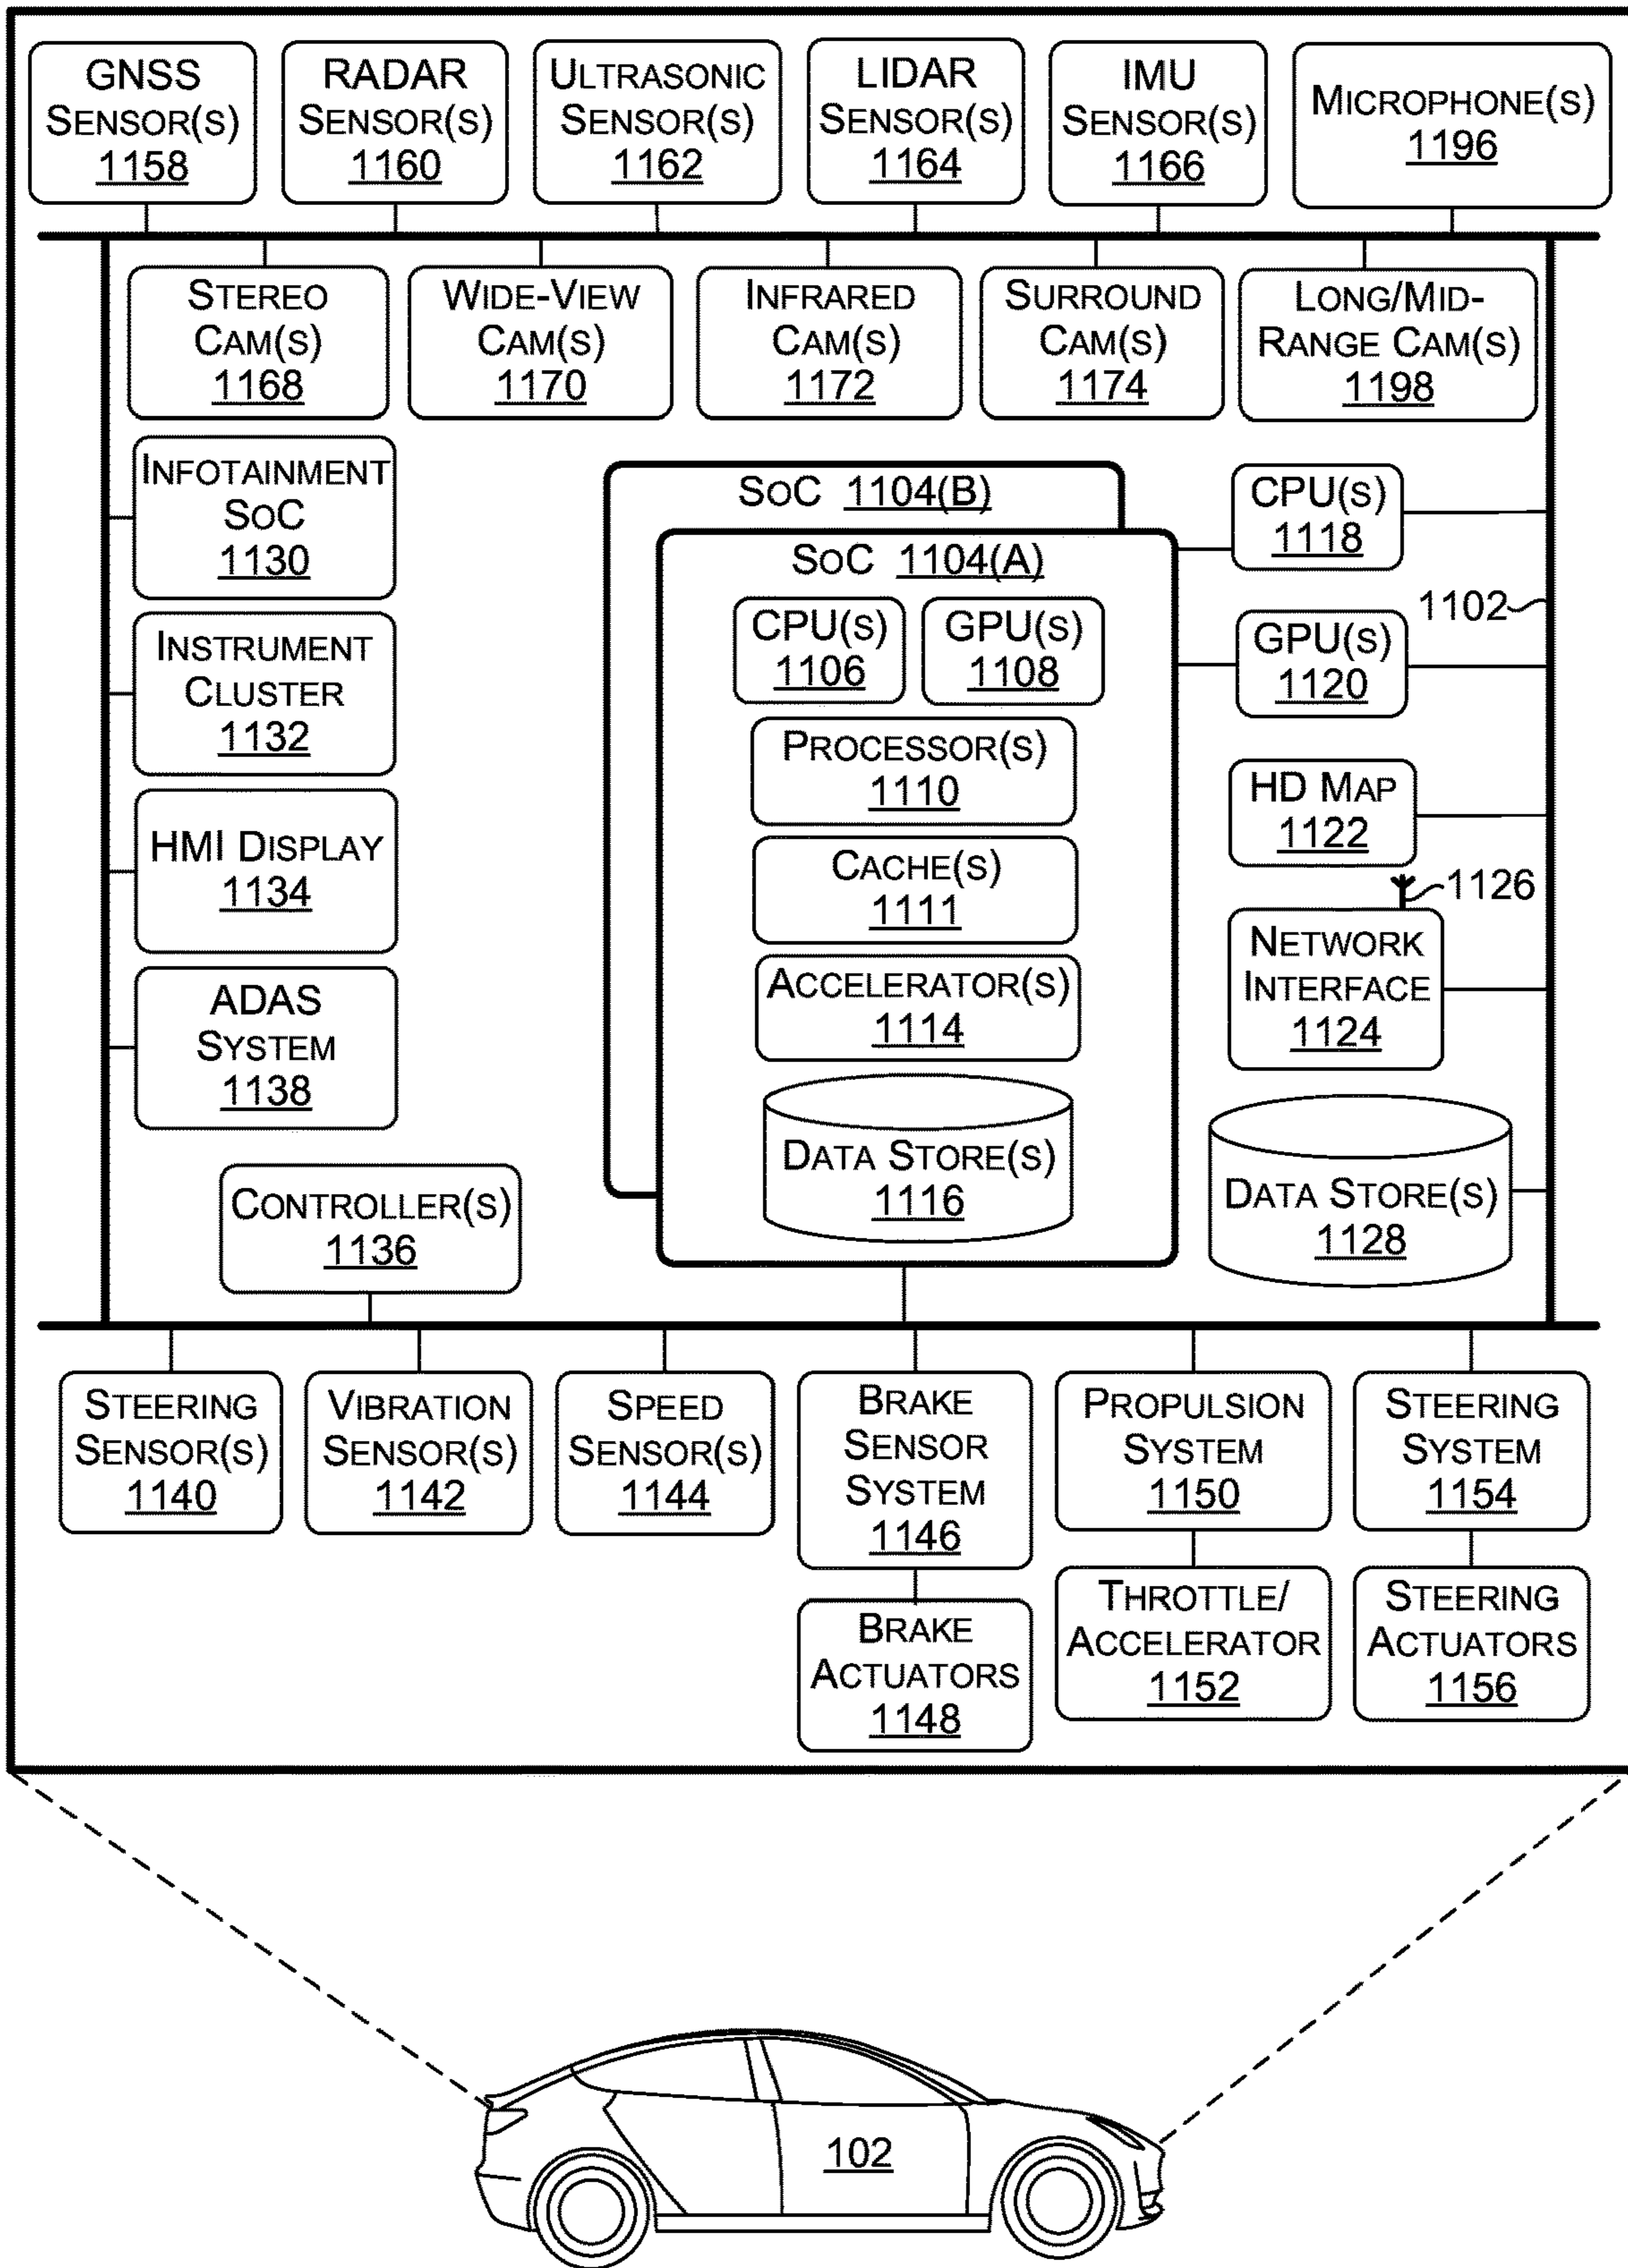 GNSS
SENSOR(S)
1158
RADAR
SENSOR(S)
1160
ULTRASONIC
SENSOR(S)
1162
LIDAR
SENSOR(S)
1164
IMU
SENSOR(S)
1166
MICROPHONE(S)
1196
STEREO
CAM(S)
1168
WIDE-VIEW
CAM(S)
1170
INFRARED
CAM(S)
1172
SURROUND
CAM(S)
1174
LONG/MID-
RANGE CAM(S)
1198
INFOTAINMENT
SOC
1130
INSTRUMENT
CLUSTER
1132
HMI DISPLAY
1134
ADAS
SYSTEM
1138
CONTROLLER(S)
1136
SOC 1104(B)
SOC 1104(A)
CPU(S)
1106
GPU(S)
1108
PROCESSOR(S)
1110
CACHE(S)
1111
ACCELERATOR(S)
1114
DATA STORE(S)
1116
CPU(S)
1118
1102
GPU(S)
1120
HD MAP
1122
1126
NETWORK
INTERFACE
1124
DATA STORE(S)
1128
STEERING
SENSOR(S)
1140
VIBRATION
SENSOR(S)
1142
SPEED
SENSOR(S)
1144
BRAKE
SENSOR
SYSTEM
1146
BRAKE
ACTUATORS
1148
PROPULSION
SYSTEM
1150
THROTTLE/
ACCELERATOR
1152
STEERING
SYSTEM
1154
STEERING
ACTUATORS
1156
102